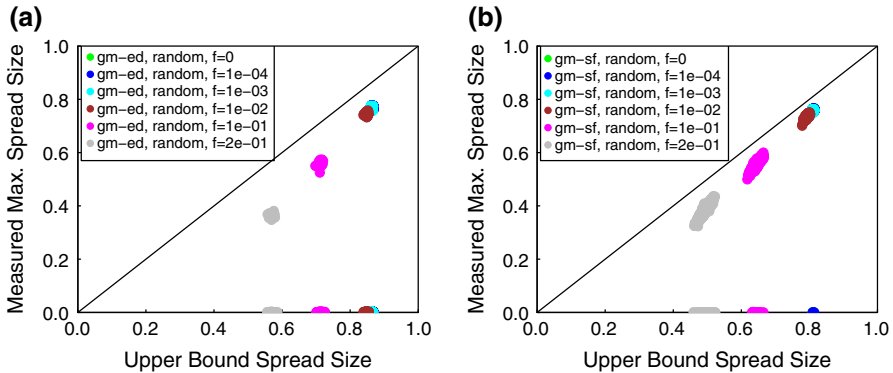 (a)
Measured Max. Spread Size
1.0
0.8
0.6
0.4
0.2
0.0
gm-ed, random, f=0
gm-ed, random, f=1e-04
gm-ed, random, f=1e-03
gm-ed, random, f=1e-02
gm-ed, random, f=1e-01
gm-ed, random, f=2e-01
0.0 0.2 0.4 0.6 0.8 1.0
Upper Bound Spread Size
(b)
Measured Max. Spread Size
1.0
0.8
0.6
0.4
0.2
0.0
gm-sf, random, f=0
gm-sf, random, f=1e-04
gm-sf, random, f=1e-03
gm-sf, random, f=1e-02
gm-sf, random, f=1e-01
gm-sf, random, f=2e-01
0.0 0.2 0.4 0.6 0.8 1.0
Upper Bound Spread Size